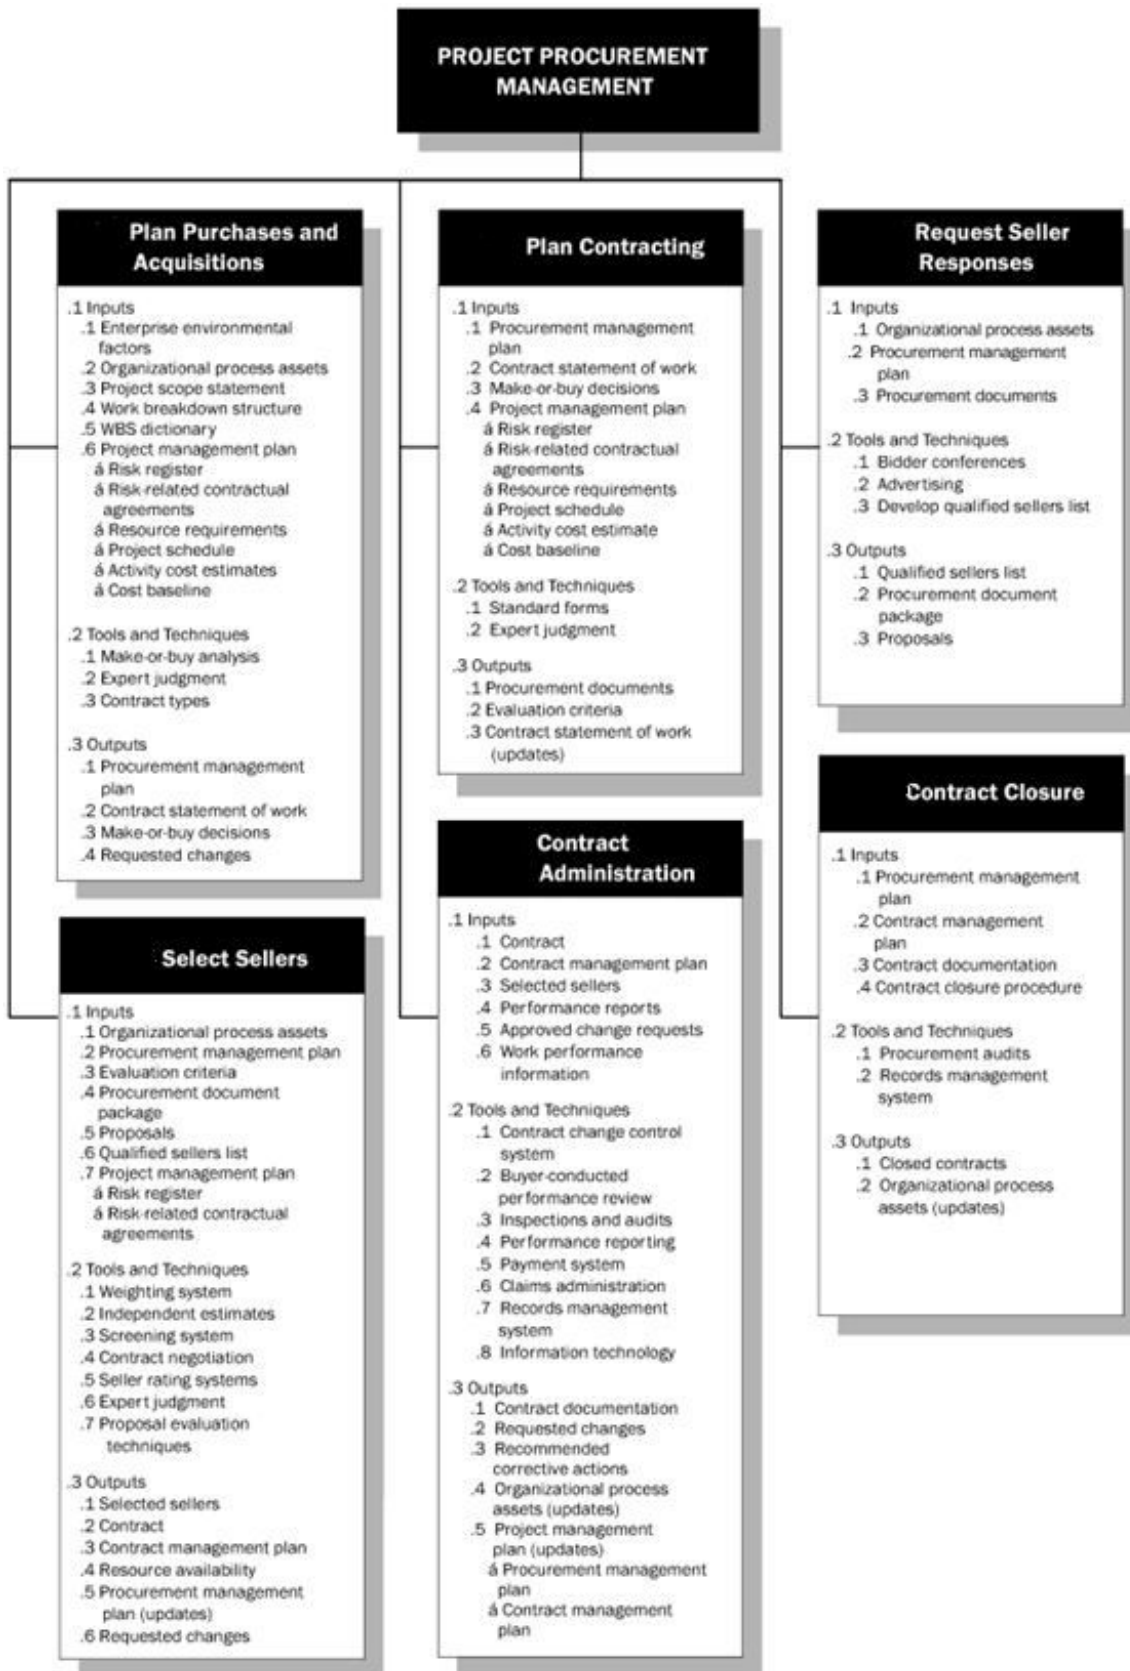 PROJECT PROCUREMENT
MANAGEMENT
Plan Purchases and
Acquisitions
.1 Inputs
.1 Enterprise environmental
factors
.2 Organizational process assets
.3 Project scope statement
.4 Work breakdown structure
.5 WBS dictionary
.6 Project management plan
á Risk register
á Risk-related contractual
agreements
á Resource requirements
á Project schedule
á Activity cost estimates
á Cost baseline
.2 Tools and Techniques
.1 Make-or-buy analysis
.2 Expert judgment
.3 Contract types
.3 Outputs
.1 Procurement management
plan
.2 Contract statement of work
.3 Make-or-buy decisions
.4 Requested changes
Plan Contracting
.1 Inputs
.1 Procurement management
plan
.2 Contract statement of work
.3 Make-or-buy decisions
.4 Project management plan
á Risk register
á Risk-related contractual
agreements
á Resource requirements
á Project schedule
á Activity cost estimate
á Cost baseline
.2 Tools and Techniques
.1 Standard forms
.2 Expert judgment
.3 Outputs
.1 Procurement documents
.2 Evaluation criteria
.3 Contract statement of work
(updates)
Request Seller
Responses
.1 Inputs
.1 Organizational process assets
.2 Procurement management
plan
.3 Procurement documents
.2 Tools and Techniques
.1 Bidder conferences
.2 Advertising
.3 Develop qualified sellers list
.3 Outputs
.1 Qualified sellers list
.2 Procurement document
package
.3 Proposals
Select Sellers
.1 Inputs
.1 Organizational process assets
.2 Procurement management plan
.3 Evaluation criteria
.4 Procurement document
package
.5 Proposals
.6 Qualified sellers list
.7 Project management plan
á Risk register
á Risk-related contractual
agreements
.2 Tools and Techniques
.1 Weighting system
.2 Independent estimates
.3 Screening system
.4 Contract negotiation
.5 Seller rating systems
.6 Expert judgment
.7 Proposal evaluation
techniques
.3 Outputs
.1 Selected sellers
.2 Contract
.3 Contract management plan
.4 Resource availability
.5 Procurement management
plan (updates)
.6 Requested changes
Contract
Administration
.1 Inputs
.1 Contract
.2 Contract management plan
.3 Selected sellers
.4 Performance reports
.5 Approved change requests
.6 Work performance
information
.2 Tools and Techniques
.1 Contract change control
system
.2 Buyer-conducted
performance review
.3 Inspections and audits
.4 Performance reporting
.5 Payment system
.6 Claims administration
.7 Records management
system
.8 Information technology
.3 Outputs
.1 Contract documentation
.2 Requested changes
.3 Recommended
corrective actions
.4 Organizational process
assets (updates)
.5 Project management
plan (updates)
á Procurement management
plan
á Contract management
plan
Contract Closure
.1 Inputs
.1 Procurement management
plan
.2 Contract management
plan
.3 Contract documentation
.4 Contract closure procedure
.2 Tools and Techniques
.1 Procurement audits
.2 Records management
system
.3 Outputs
.1 Closed contracts
.2 Organizational process
assets (updates)